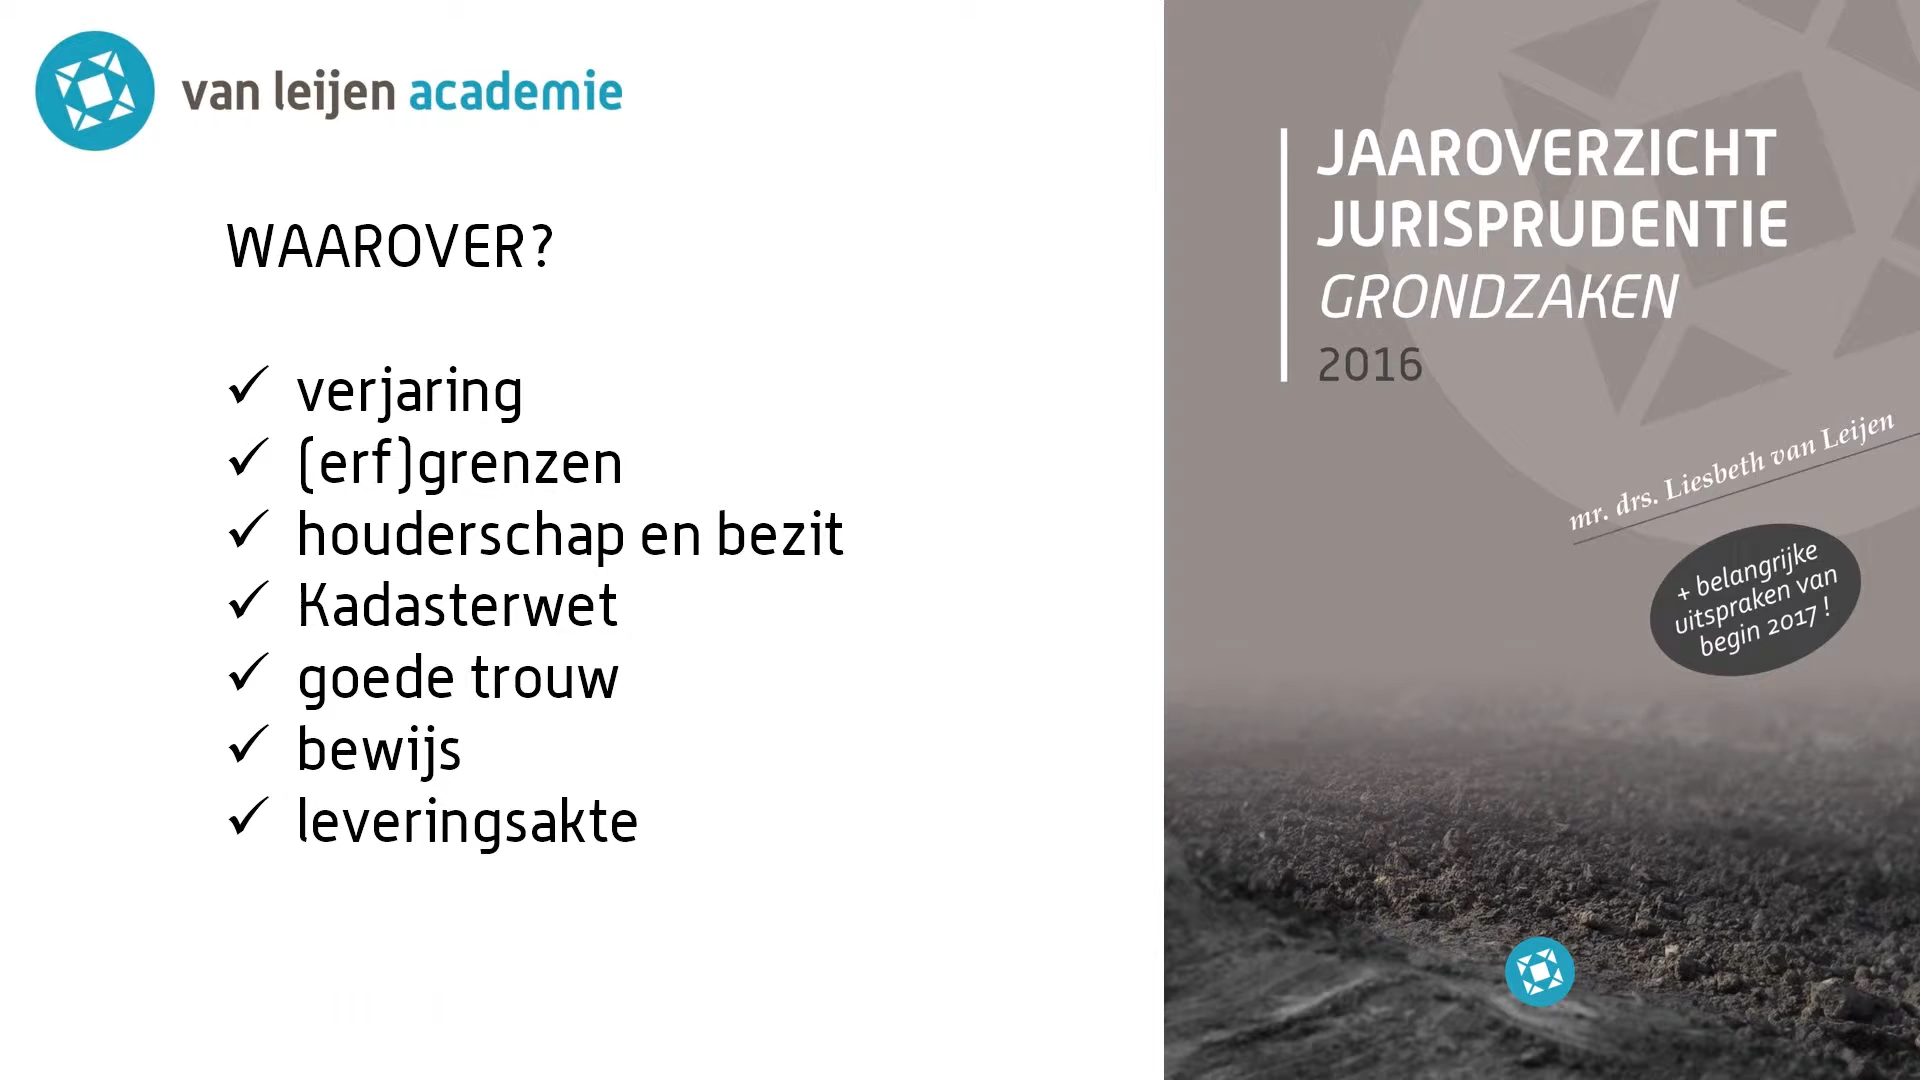 van leijen academie
WAAROVER?
✓ verjaring
✓ (erf)grenzen
✓ houderschap en bezit
✓ Kadasterwet
✓ goede trouw
✓ bewijs
✓ leveringsakte
JAAROVERZICHT
JURISPRUDENTIE
GRONDZAKEN
2016
mr. drs. Liesbeth van Leijen
+ belangrijke
uitspraken van
begin 2017 !